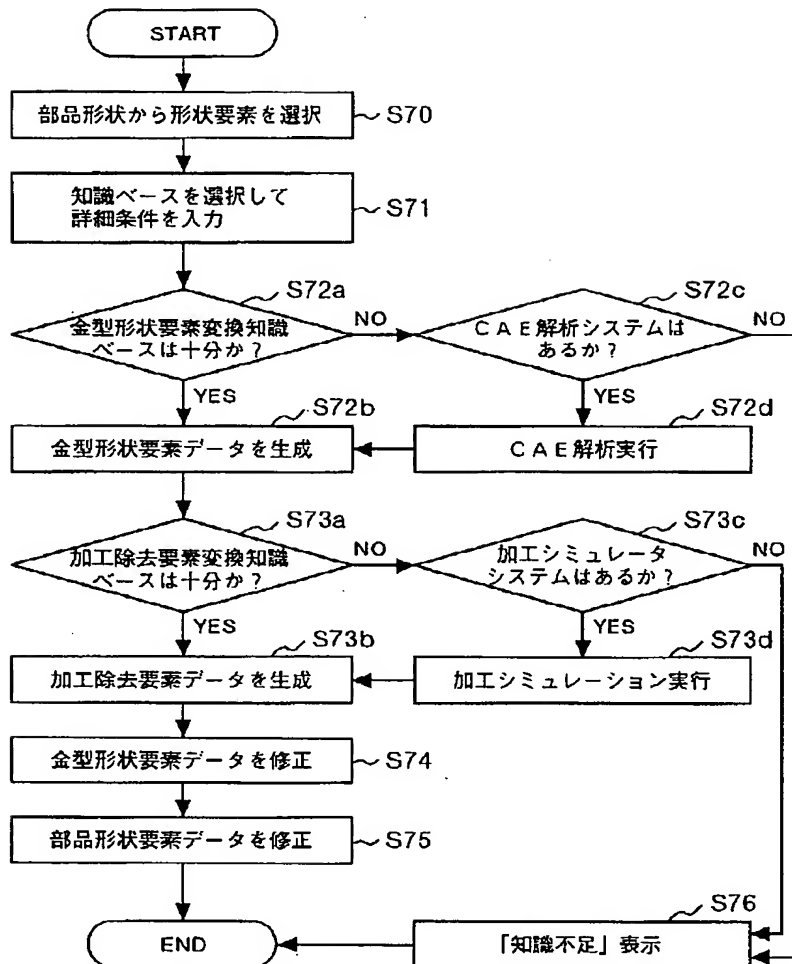 START
部品形状から形状要素を選択
S70
知識ベースを選択して
詳細条件を入力
S71
S72a
金型形状要素変換知識
ベースは十分か？
NO
YES
S72c
ＣＡＥ解析システムは
あるか？
NO
YES
S72b
金型形状要素データを生成
S72d
ＣＡＥ解析実行
S73a
加工除去要素変換知識
ベースは十分か？
NO
YES
S73c
加工シミュレータ
システムはあるか？
NO
YES
S73b
加工除去要素データを生成
S73d
加工シミュレーション実行
金型形状要素データを修正
S74
部品形状要素データを修正
S75
S76
「知識不足」表示
END